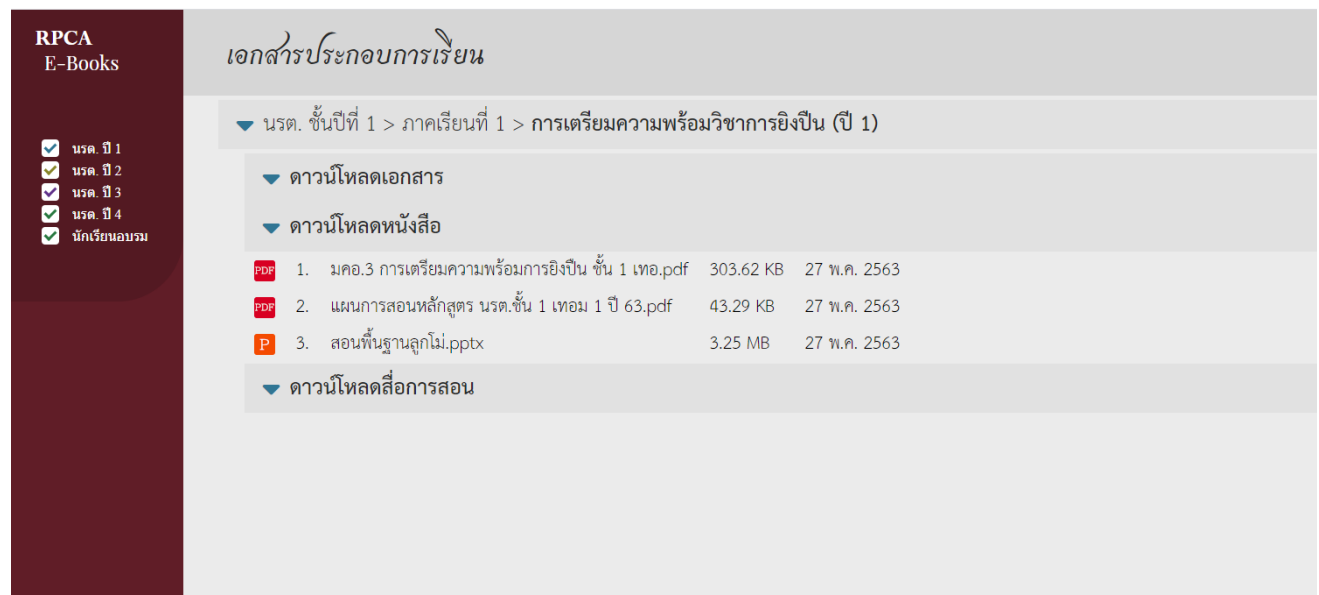 RPCA
E-Books
นรต. ปี 1
นรต. ปี 2
นรต. ปี 3
นรต. ปี 4
นักเรียนอบรม
เอกสารประกอบการเรียน
นรต. ชั้นปีที่ 1 > ภาคเรียนที่ 1 > การเตรียมความพร้อมวิชาการยิงปืน (ปี 1)
ดาวน์โหลดเอกสาร
ดาวน์โหลดหนังสือ
PDF 1. มคอ.3 การเตรียมความพร้อมการยิงปืน ชั้น 1 เทอ.pdf 303.62 KB 27 พ.ค. 2563
PDF 2. แผนการสอนหลักสูตร นรต.ชั้น 1 เทอม 1 ปี 63.pdf 43.29 KB 27 พ.ค. 2563
P 3. สอนพื้นฐานลูกโม่.pptx 3.25 MB 27 พ.ค. 2563
ดาวน์โหลดสื่อการสอน